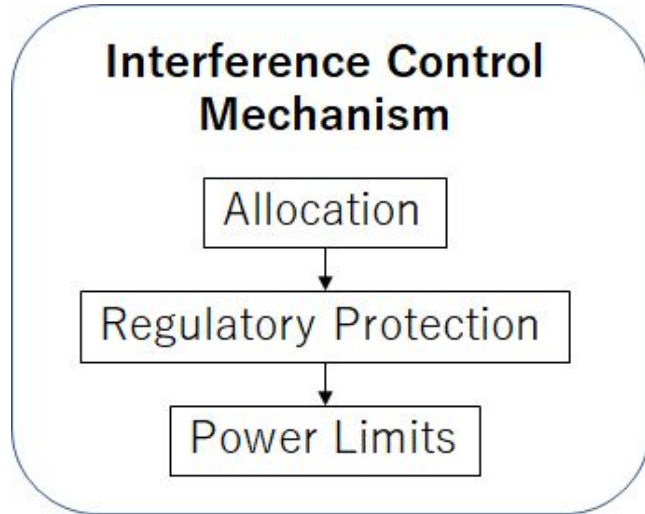 Interference Control
Mechanism
Allocation
Regulatory Protection
Power Limits